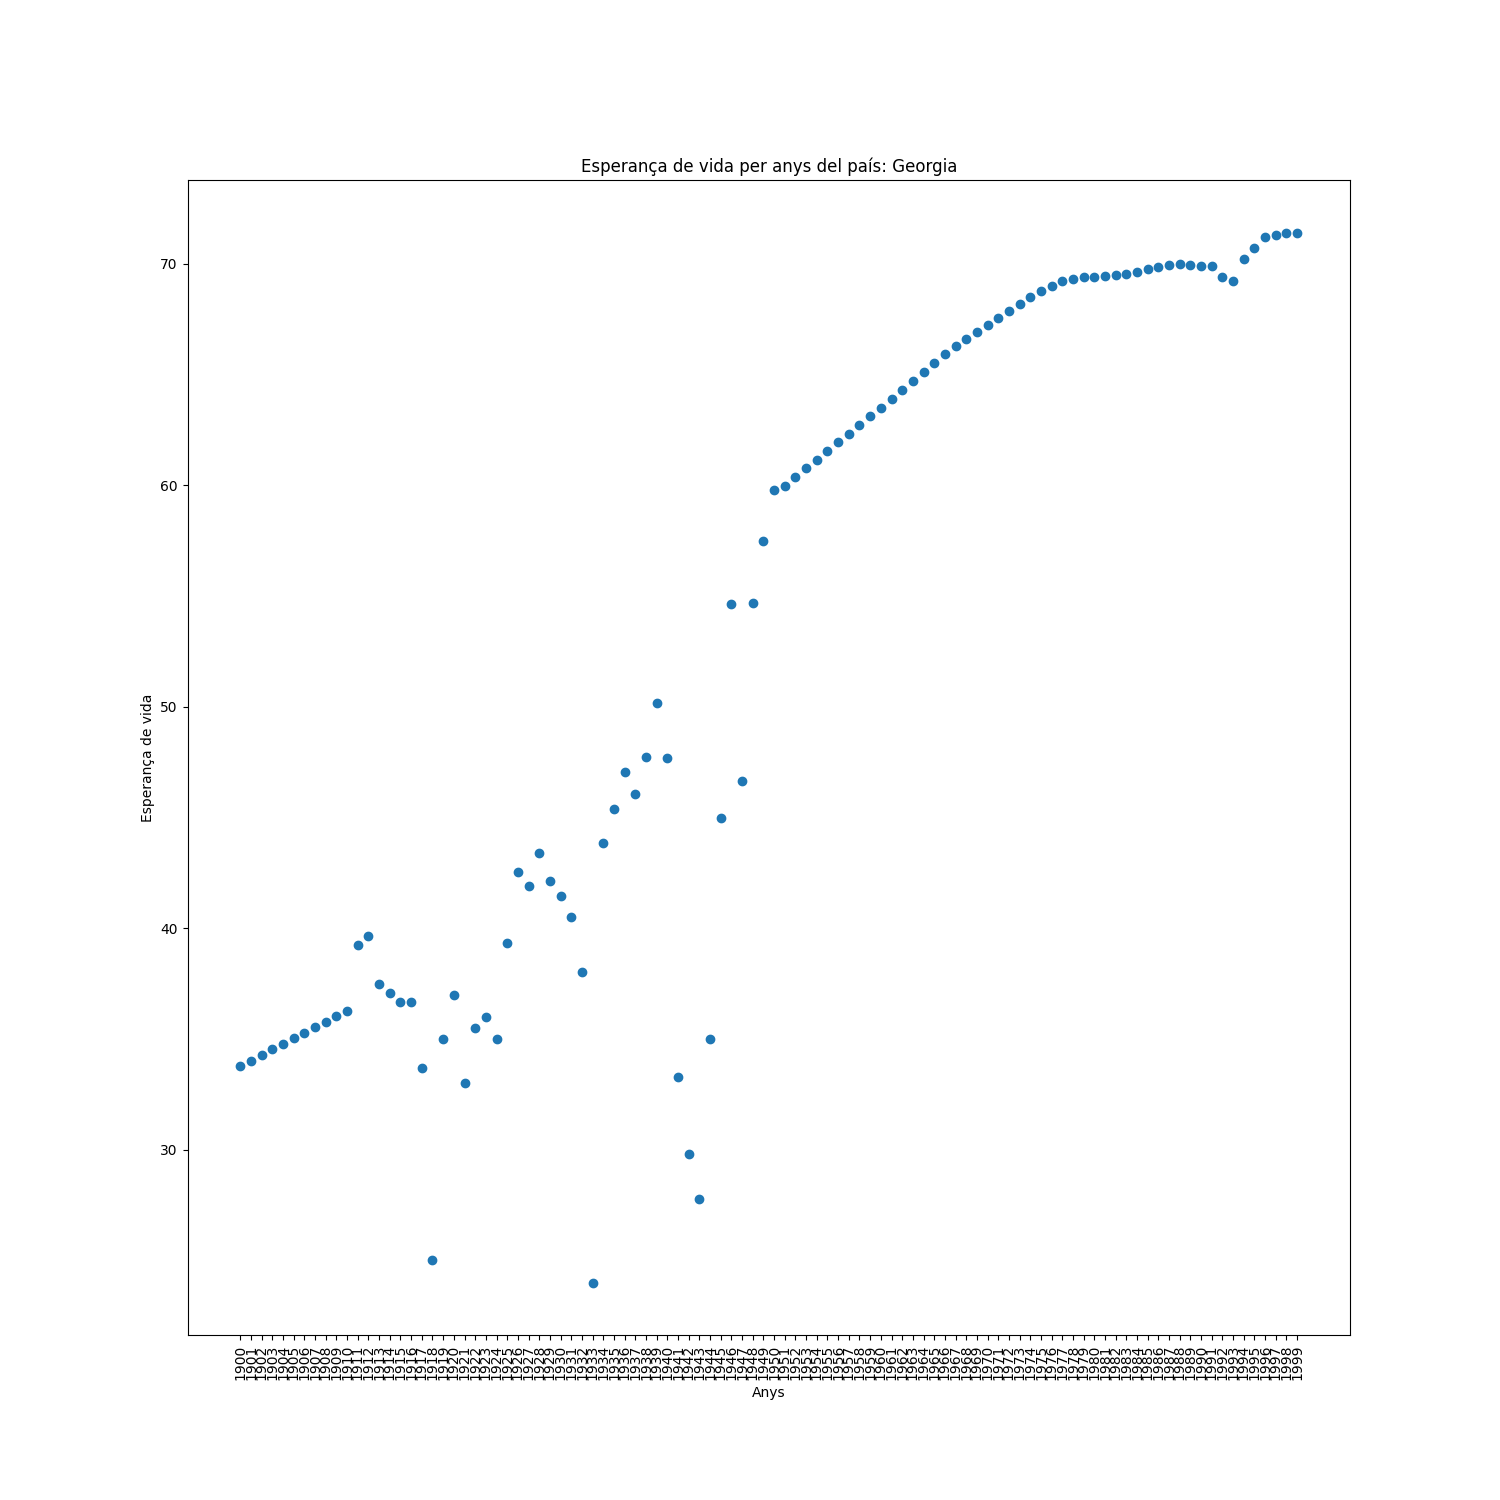 Esperança de vida per anys del país: Georgia
70
60
50
40
30
Esperança de vida
1900 1901 1902 1903 1904 1905 1906 1907 1908 1909 1910 1911 1912 1913 1914 1915 1916 1917 1918 1919 1920 1921 1922 1923 1924 1925 1926 1927 1928 1929 1930 1931 1932 1933 1934 1935 1936 1937 1938 1939 1940 1941 1942 1943 1944 1945 1946 1947 1948 1949 1950 1951 1952 1953 1954 1955 1956 1957 1958 1959 1960 1961 1962 1963 1964 1965 1966 1967 1968 1969 1970 1971 1972 1973 1974 1975 1976 1977 1978 1979 1980 1981 1982 1983 1984 1985 1986 1987 1988 1989 1990 1991 1992 1993 1994 1995 1996 1997 1998 1999
Anys